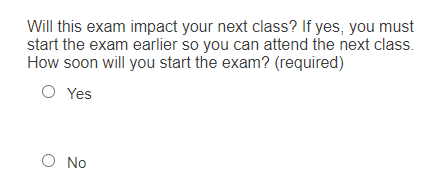 Will this exam impact your next class? If yes, you must
start the exam earlier so you can attend the next class.
How soon will you start the exam? (required)
Yes
No